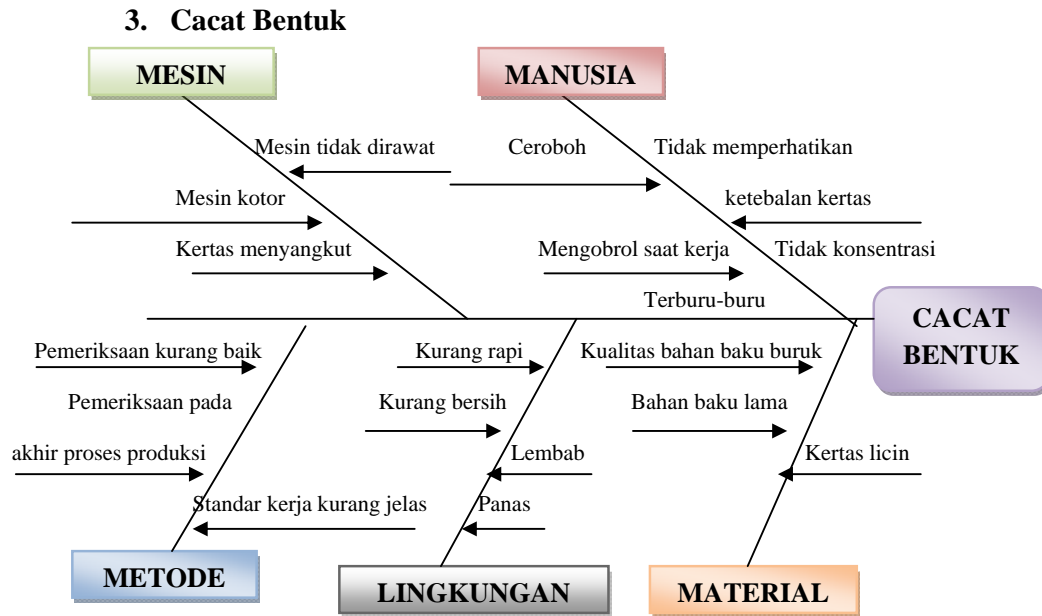 3. Cacat Bentuk
MESIN
MANUSIA
Mesin tidak dirawat
Ceroboh
Tidak memperhatikan
Mesin kotor
ketebalan kertas
Kertas menyangkut
Mengobrol saat kerja
Tidak konsentrasi
Terburu-buru
CACAT
BENTUK
Pemeriksaan kurang baik
Kurang rapi
Kualitas bahan baku buruk
Pemeriksaan pada
Kurang bersih
Bahan baku lama
akhir proses produksi
Lembab
Kertas licin
Standar kerja kurang jelas
Panas
METODE
LINGKUNGAN
MATERIAL